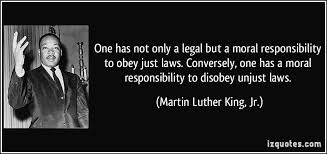 One has not only a legal but a moral responsibility
to obey just laws. Conversely, one has a moral
responsibility to disobey unjust laws.
(Martin Luther King, Jr.)
izquotes.com